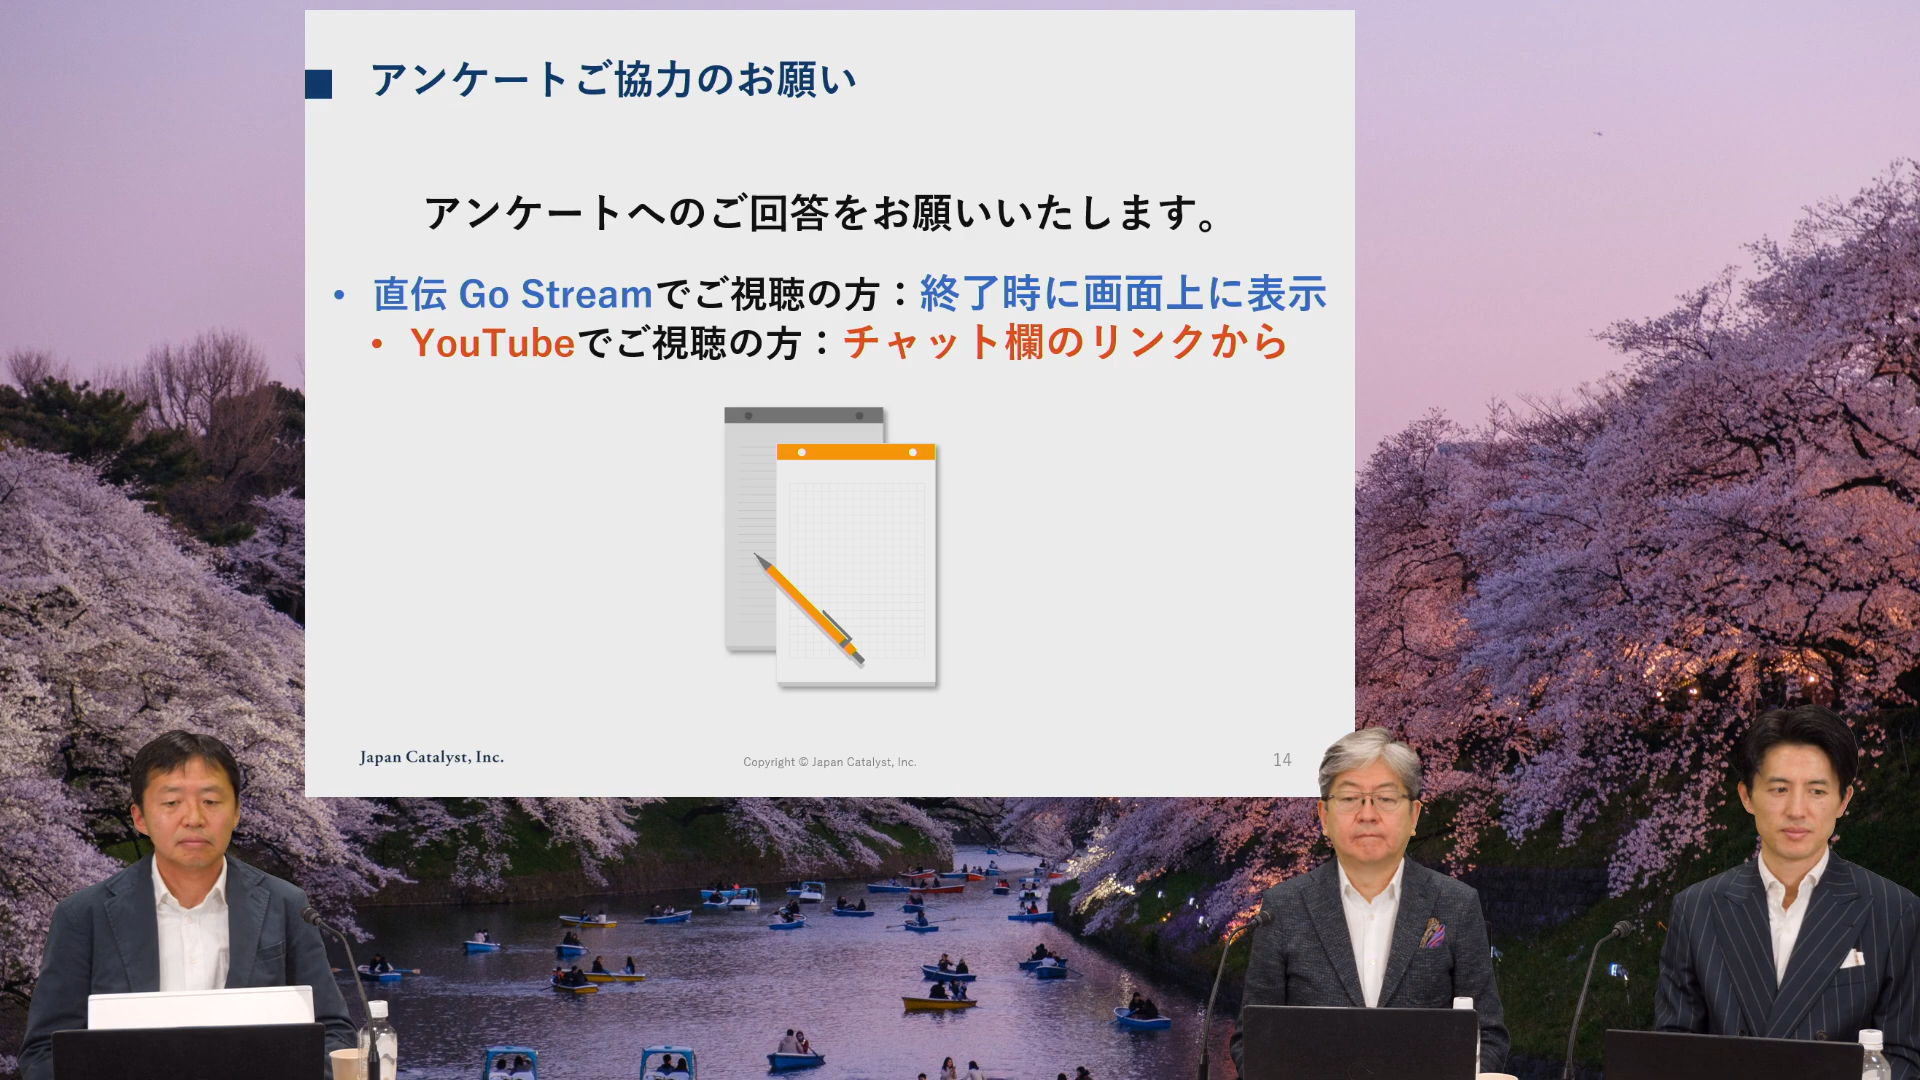 アンケートご協力のお願い
アンケートへのご回答をお願いいたします。
• 直伝 Go Streamでご視聴の方：終了時に画面上に表示
• YouTubeでご視聴の方：チャット欄のリンクから
Japan Catalyst, Inc.
Copyright © Japan Catalyst, Inc.
14